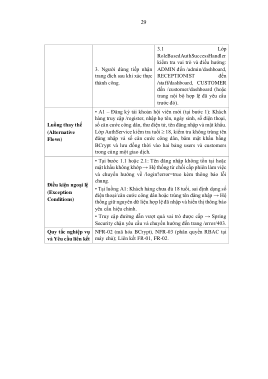 28
3. Người dùng tiếp nhận
trang đích sau khi xác thực
thành công.
3.1 Lớp
RoleBasedAuthSuccessHandler
kiểm tra vai trò và điều hướng:
ADMIN đến /admin/dashboard,
RECEPTIONIST đến
/staff/dashboard, CUSTOMER
đến /customer/dashboard (hoặc
trang nội bộ hợp lệ đã yêu cầu
trước đó).
Luồng thay thế
(Alternative
Flows)
• A1 – Đăng ký tài khoản hội viên mới (tại bước 1): Khách
hàng truy cập /register, nhập họ tên, ngày sinh, số điện thoại,
số căn cước công dân, thư điện tử, tên đăng nhập và mật khẩu.
Lớp AuthService kiểm tra tuổi ≥ 18, kiểm tra không trùng tên
đăng nhập và số căn cước công dân, băm mật khẩu bằng
BCrypt và lưu đồng thời vào hai bảng users và customers
trong cùng một giao dịch.
Điều kiện ngoại lệ
(Exception
Conditions)
• Tại bước 1.1 hoặc 2.1: Tên đăng nhập không tồn tại hoặc
mật khẩu không khớp → Hệ thống từ chối cấp phiên làm việc
và chuyển hướng về /login?error=true kèm thông báo lỗi
chung.
• Tại luồng A1: Khách hàng chưa đủ 18 tuổi, sai định dạng số
điện thoại/căn cước công dân hoặc trùng tên đăng nhập → Hệ
thống giữ nguyên dữ liệu hợp lệ đã nhập và hiển thị thông báo
yêu cầu hiệu chỉnh.
• Truy cập đường dẫn vượt quá vai trò được cấp → Spring
Security chặn yêu cầu và chuyển hướng đến trang /error/403.
Quy tắc nghiệp vụ
và Yêu cầu liên kết
NFR-02 (mã hóa BCrypt), NFR-03 (phân quyền RBAC tại
máy chủ); Liên kết FR-01, FR-02.